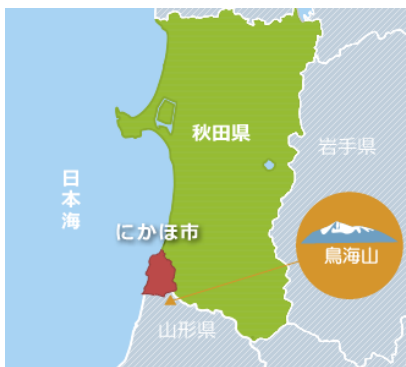 秋田県
岩手県
日本海
にかほ市
鳥海山
山形県